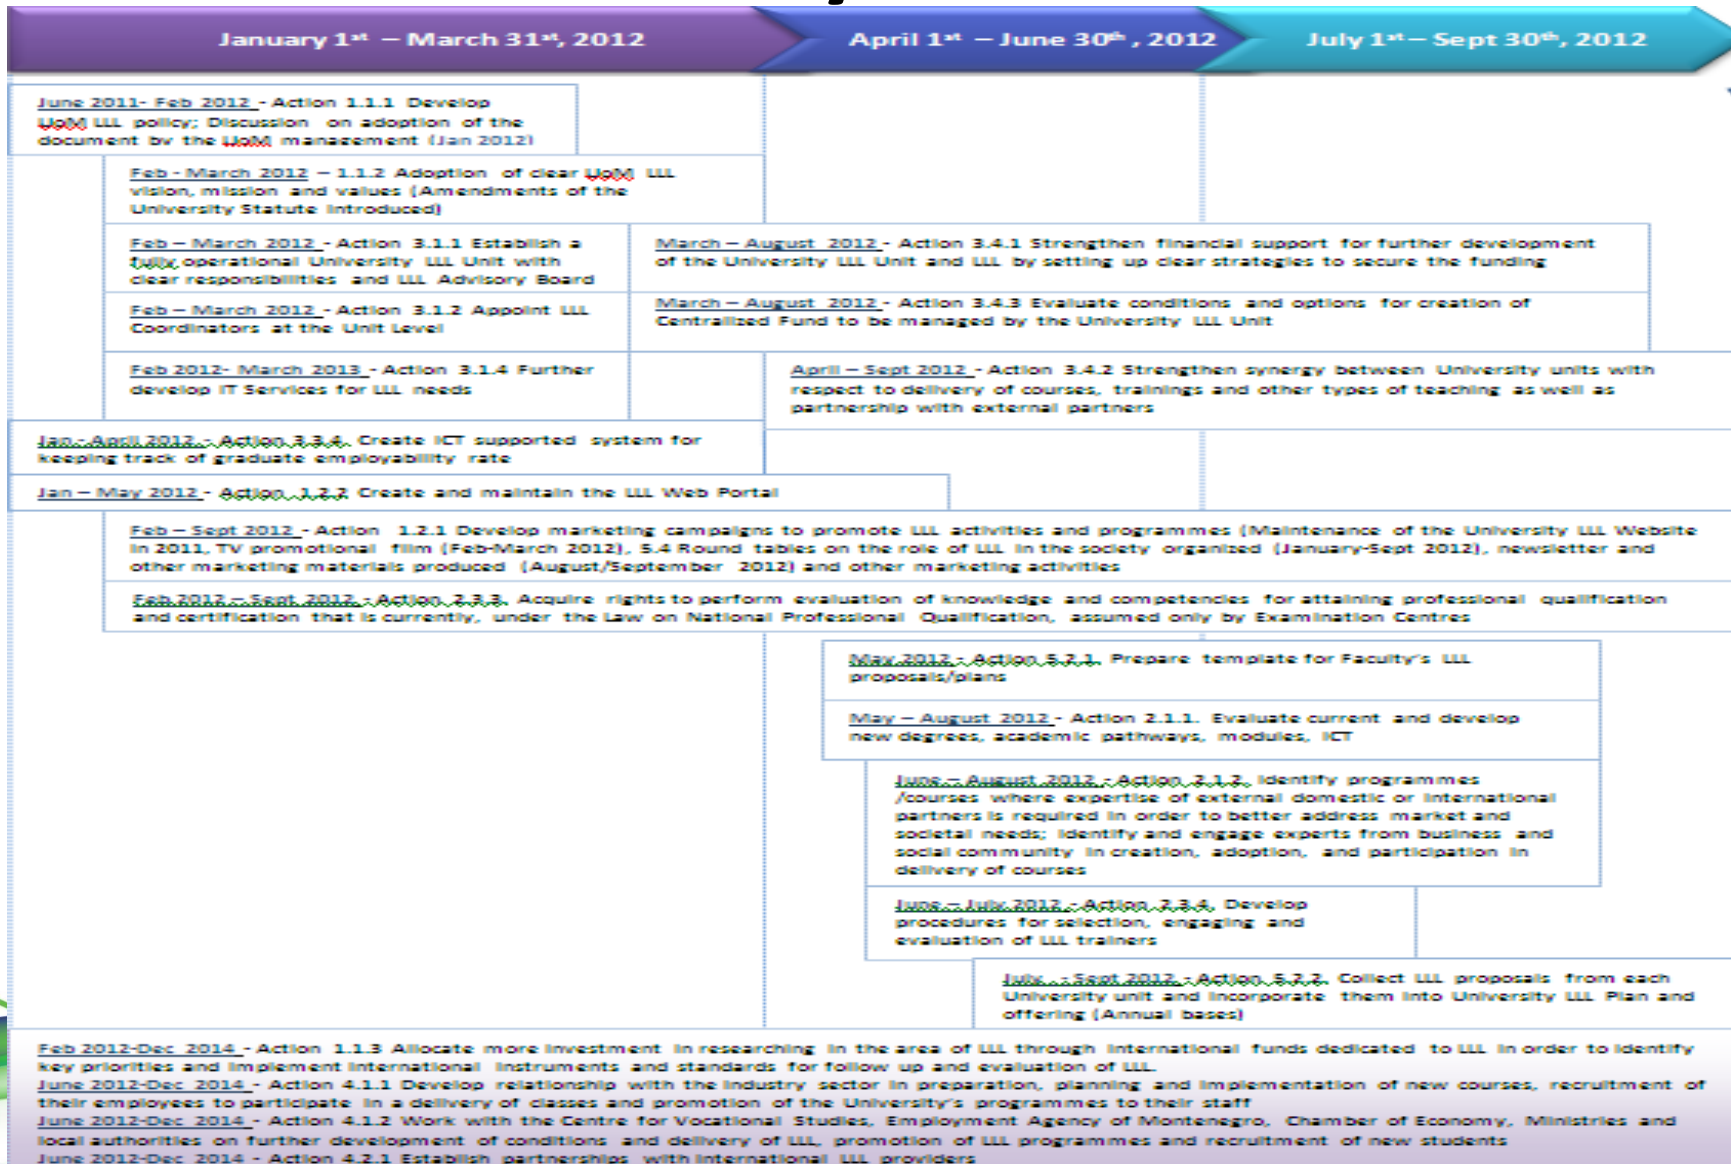 January 1st – March 31st, 2012
April 1st – June 30th , 2012
July 1st – Sept 30th, 2012
June 2011- Feb 2012 - Action 1.1.1 Develop
UoM LLL policy; Discussion on adoption of the
document by the UoM management (Jan 2012)
Feb - March 2012 – 1.1.2 Adoption of clear UoM LLL
vision, mission and values (Amendments of the
University Statute Introduced)
Feb – March 2012 - Action 3.1.1 Establish a
fully operational University LLL Unit with
clear responsibilities and LLL Advisory Board
March – August 2012 - Action 3.4.1 Strengthen financial support for further development
of the University LLL Unit and LLL by setting up clear strategies to secure the funding
Feb – March 2012 - Action 3.1.2 Appoint LLL
Coordinators at the Unit Level
March – August 2012 - Action 3.4.3 Evaluate conditions and options for creation of
Centralized Fund to be managed by the University LLL Unit
Feb 2012- March 2013 - Action 3.1.4 Further
develop IT Services for LLL needs
April – Sept 2012 - Action 3.4.2 Strengthen synergy between University units with
respect to delivery of courses, trainings and other types of teaching as well as
partnership with external partners
Jan - April 2012 - Action 3.3.4. Create ICT supported system for
keeping track of graduate employability rate
Jan – May 2012 - Action 1.2.2 Create and maintain the LLL Web Portal
Feb – Sept 2012 - Action 1.2.1 Develop marketing campaigns to promote LLL activities and programmes (Maintenance of the University LLL Website
in 2011, TV promotional film (Feb-March 2012), 5.4 Round tables on the role of LLL in the society organized (January-Sept 2012), newsletter and
other marketing materials produced (August/September 2012) and other marketing activities
Feb 2012 – Sept 2012 - Action 2.3.3. Acquire rights to perform evaluation of knowledge and competencies for attaining professional qualification
and certification that is currently, under the Law on National Professional Qualification, assumed only by Examination Centres
May 2012 - Action 5.2.1. Prepare template for Faculty's LLL
proposals/plans
May – August 2012 - Action 2.1.1. Evaluate current and develop
new degrees, academic pathways, modules, ICT
June – August 2012 - Action 2.1.2. Identify programmes
/courses where expertise of external domestic or international
partners is required in order to better address market and
societal needs; Identify and engage experts from business and
social community in creation, adoption, and participation in
delivery of courses
June – July 2012 - Action 2.3.4. Develop
procedures for selection, engaging and
evaluation of LLL trainers
July - Sept 2012 - Action 5.2.2. Collect LLL proposals from each
University unit and incorporate them into University LLL Plan and
offering (Annual bases)
Feb 2012-Dec 2014 - Action 1.1.3 Allocate more investment in researching in the area of LLL through international funds dedicated to LLL in order to identify
key priorities and implement international instruments and standards for follow up and evaluation of LLL
June 2012-Dec 2014 - Action 4.1.1 Develop relationship with the industry sector in preparation, planning and implementation of new courses, recruitment of
their employees to participate in a delivery of classes and promotion of the University's programmes to their staff
June 2012-Dec 2014 - Action 4.1.2 Work with the Centre for Vocational Studies, Employment Agency of Montenegro, Chamber of Economy, Ministries and
local authorities on further development of conditions and delivery of LLL, promotion of LLL programmes and recruitment of new students
June 2012-Dec 2014 - Action 4.2.1 Establish partnerships with international LLL providers